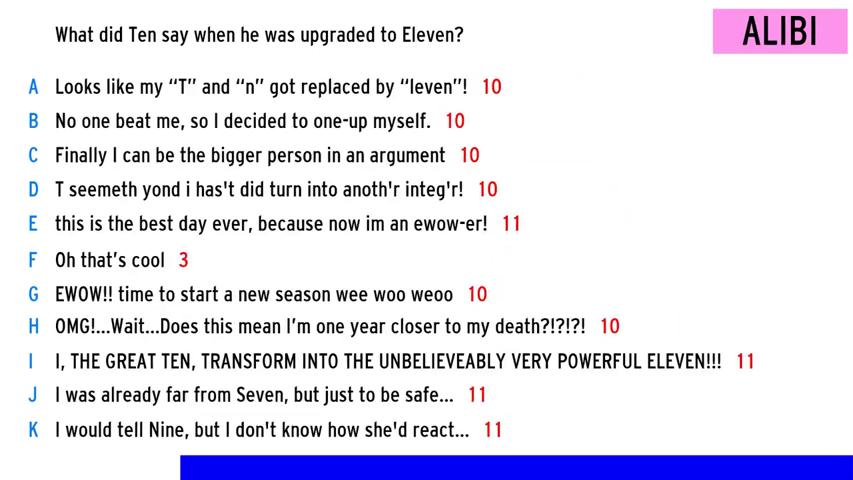 What did Ten say when he was upgraded to Eleven?
ALIBI
A Looks like my “T” and “n” got replaced by “leven”! 10
B No one beat me, so I decided to one-up myself. 10
C Finally I can be the bigger person in an argument 10
D T seemeth yond i has't did turn into anoth'r integ'r! 10
E this is the best day ever, because now im an ewow-er! 11
F Oh that’s cool 3
G EWOW!! time to start a new season wee woo weoo 10
H OMG!...Wait...Does this mean I’m one year closer to my death?!?!?! 10
I I, THE GREAT TEN, TRANSFORM INTO THE UNBELIEVEABLY VERY POWERFUL ELEVEN!!! 11
J I was already far from Seven, but just to be safe... 11
K I would tell Nine, but I don't know how she'd react... 11